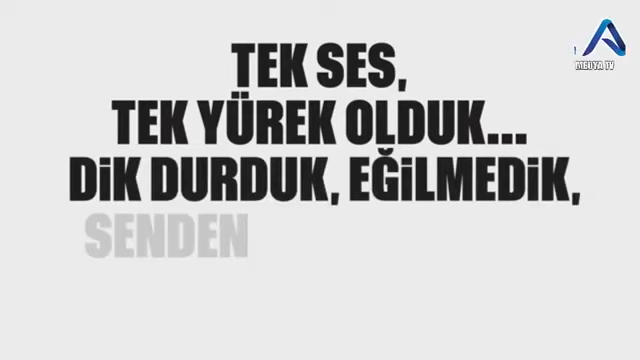 TEK SES,
TEK YÜREK OLDUK...
DİK DURDUK, EĞİLMEDİK,
SENDEN
MEDYA TV